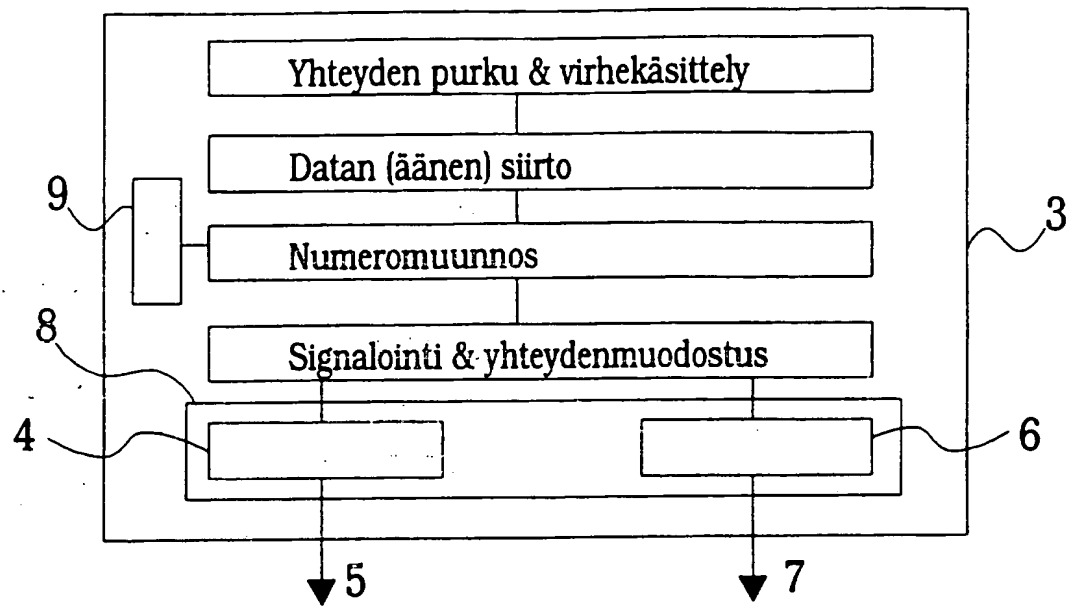 Yhteyden purku & virhekäsittely
Datan (äänen) siirto
9
3
Numeromuunnos
8
Signalointi & yhteydenmuodostus
4
6
5
7